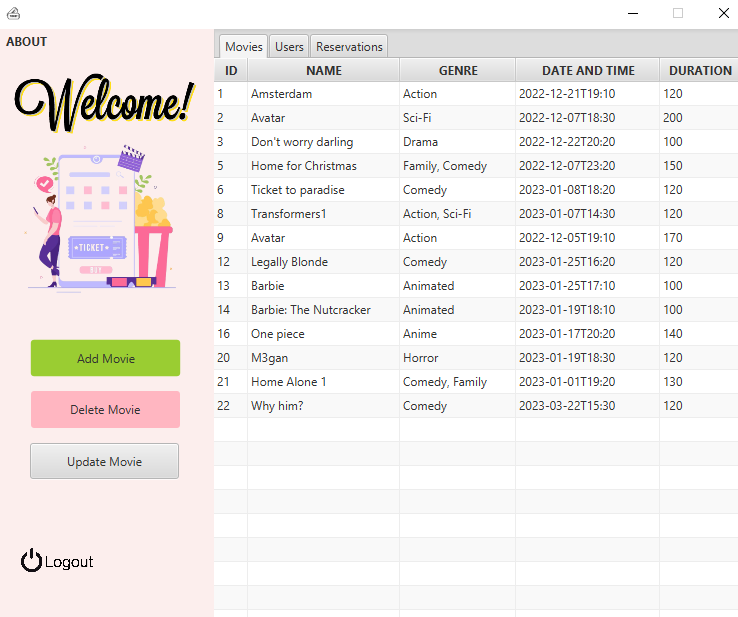 ABOUT
Welcome!
TICKET
BUY
Add Movie
Delete Movie
Update Movie
Logout
Movies Users Reservations
ID NAME GENRE DATE AND TIME DURATION
1 Amsterdam Action 2022-12-21T19:10 120
2 Avatar Sci-Fi 2022-12-07T18:30 200
3 Don't worry darling Drama 2022-12-22T20:20 100
5 Home for Christmas Family, Comedy 2022-12-07T23:20 150
6 Ticket to paradise Comedy 2023-01-08T18:20 120
8 Transformers1 Action, Sci-Fi 2023-01-07T14:30 120
9 Avatar Action 2022-12-05T19:10 170
12 Legally Blonde Comedy 2023-01-25T16:20 120
13 Barbie Animated 2023-01-25T17:10 100
14 Barbie: The Nutcracker Animated 2023-01-19T18:10 100
16 One piece Anime 2023-01-17T20:20 140
20 M3gan Horror 2023-01-19T18:30 120
21 Home Alone 1 Comedy, Family 2023-01-01T19:20 130
22 Why him? Comedy 2023-03-22T15:30 120